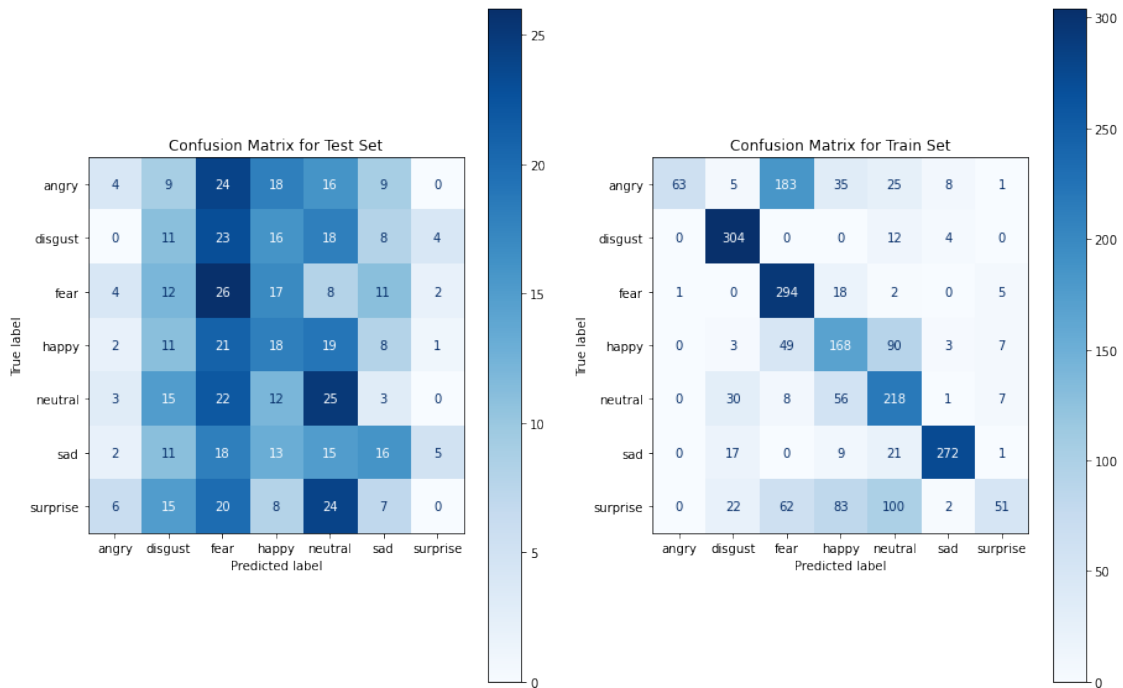 Confusion Matrix for Test Set
True label
angry 4 9 24 18 16 9 0
disgust 0 11 23 16 18 8 4
fear 4 12 26 17 8 11 2
happy 2 11 21 18 19 8 1
neutral 3 15 22 12 25 3 0
sad 2 11 18 13 15 16 5
surprise 6 15 20 8 24 7 0
angry disgust fear happy neutral sad surprise
Predicted label
25
20
15
10
5
0
Confusion Matrix for Train Set
True label
angry 63 5 183 35 25 8 1
disgust 0 304 0 0 12 4 0
fear 1 0 294 18 2 0 5
happy 0 3 49 168 90 3 7
neutral 0 30 8 56 218 1 7
sad 0 17 0 9 21 272 1
surprise 0 22 62 83 100 2 51
angry disgust fear happy neutral sad surprise
Predicted label
300
250
200
150
100
50
0